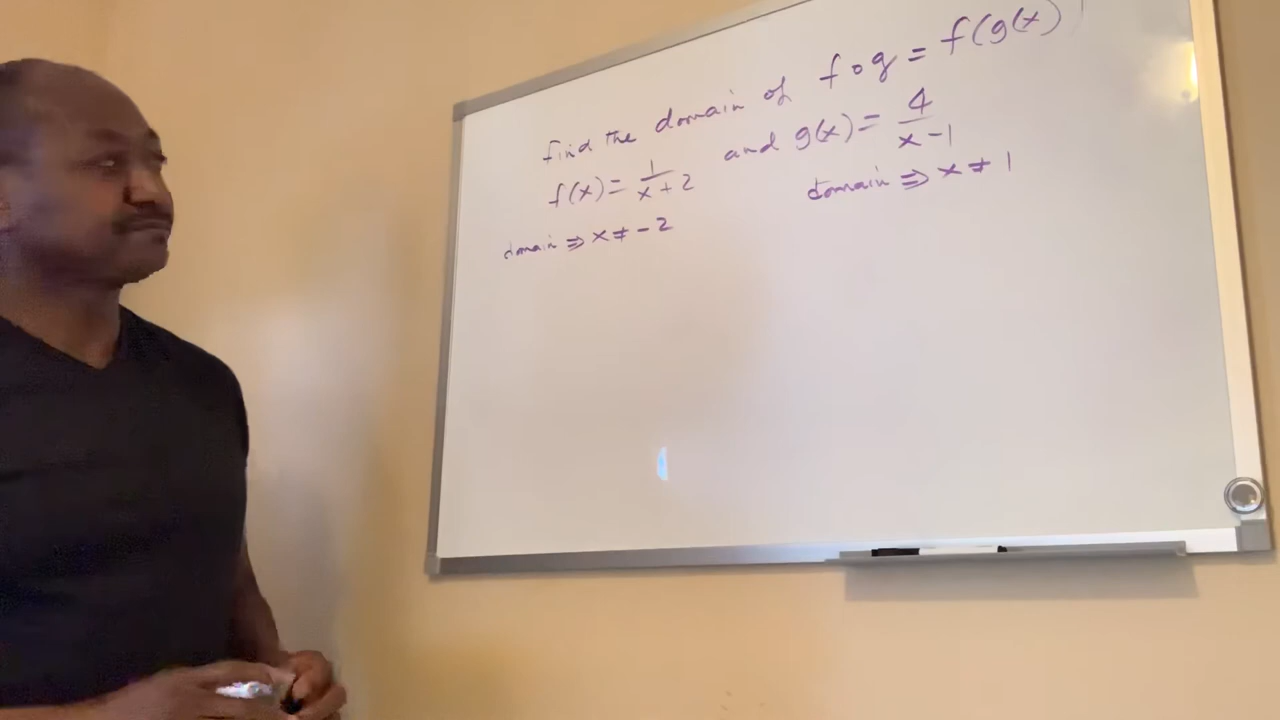 find the domain of f∘g = f(g(x))
f(x) = 1/(x+2) and g(x) = 4/(x-1)
domain ⇒ x ≠ -2 domain ⇒ x ≠ 1